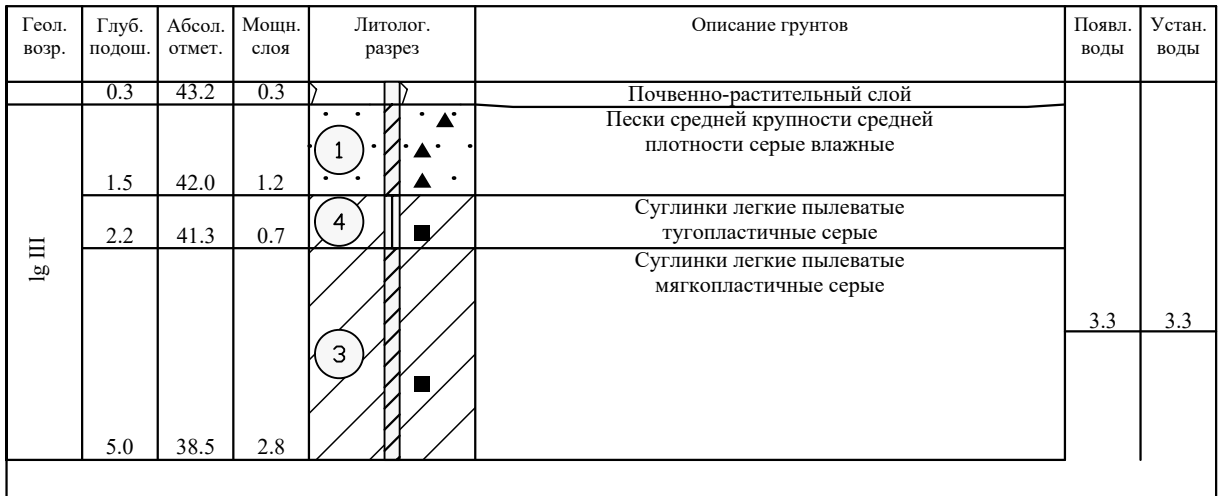 Геол. возр.
Глуб. подош.
Абсол. отмет.
Мощн. слоя
Литолог. разрез
Описание грунтов
Появл. воды
Устан. воды
0.3 43.2 0.3 Почвенно-растительный слой
Пески средней крупности средней
1 плотности серые влажные
1.5 42.0 1.2
Суглинки легкие пылеватые
4
2.2 41.3 0.7 тугопластичные серые
lg III
Суглинки легкие пылеватые
мягкопластичные серые
3.3 3.3
3
5.0 38.5 2.8